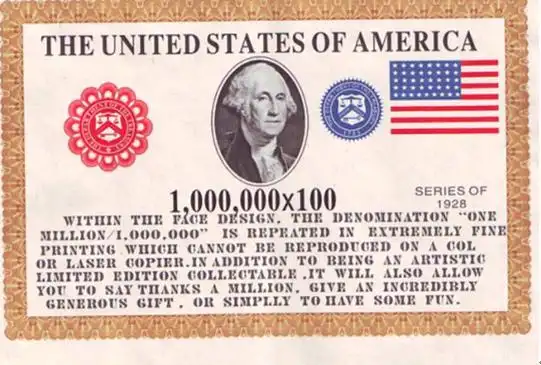 THE UNITED STATES OF AMERICA
1,000,000x100
SERIES OF
1928
WITHIN THE FACE DESIGN. THE DENOMINATION "ONE
MILLION/1.000.000" IS REPEATED IN EXTREMELY FINE
PRINTING WHICH CANNOT BE REPRODUCED ON A COL
OR LASER COPIER.IN ADDITION TO BEING AN ARTISTIC
LIMITED EDITION COLLECTABLE .IT WILL ALSO ALLOW
YOU TO SAY THANKS A MILLION. GIVE AN INCREDIBLY
GENEROUS GIFT . OR SIMPLLY TO HAVE SOME FUN.